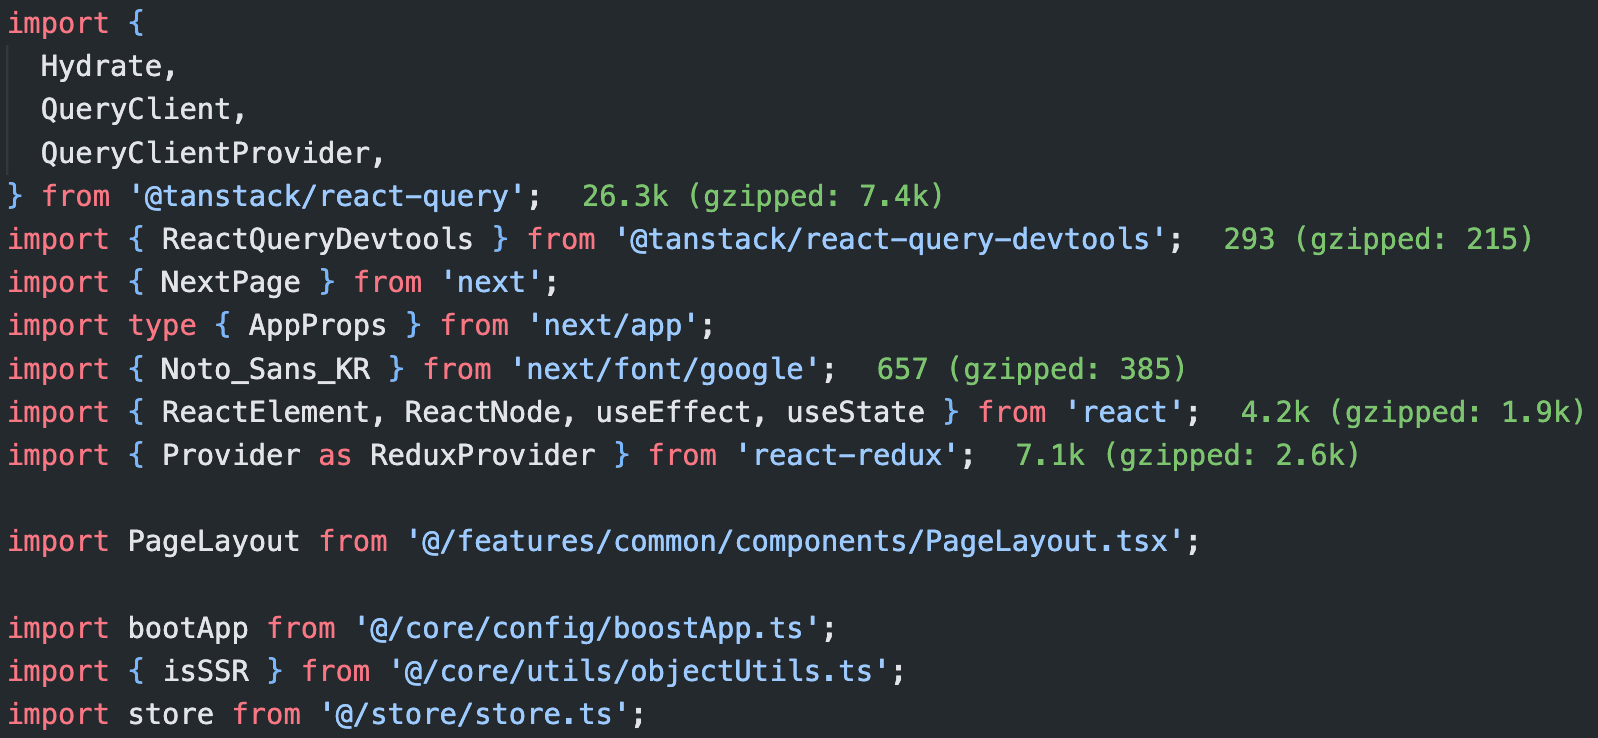 import {
  Hydrate,
  QueryClient,
  QueryClientProvider,
} from '@tanstack/react-query';  26.3k (gzipped: 7.4k)
import { ReactQueryDevtools } from '@tanstack/react-query-devtools';  293 (gzipped: 215)
import { NextPage } from 'next';
import type { AppProps } from 'next/app';
import { Noto_Sans_KR } from 'next/font/google';  657 (gzipped: 385)
import { ReactElement, ReactNode, useEffect, useState } from 'react';  4.2k (gzipped: 1.9k)
import { Provider as ReduxProvider } from 'react-redux';  7.1k (gzipped: 2.6k)

import PageLayout from '@/features/common/components/PageLayout.tsx';

import bootApp from '@/core/config/boostApp.ts';
import { isSSR } from '@/core/utils/objectUtils.ts';
import store from '@/store/store.ts';